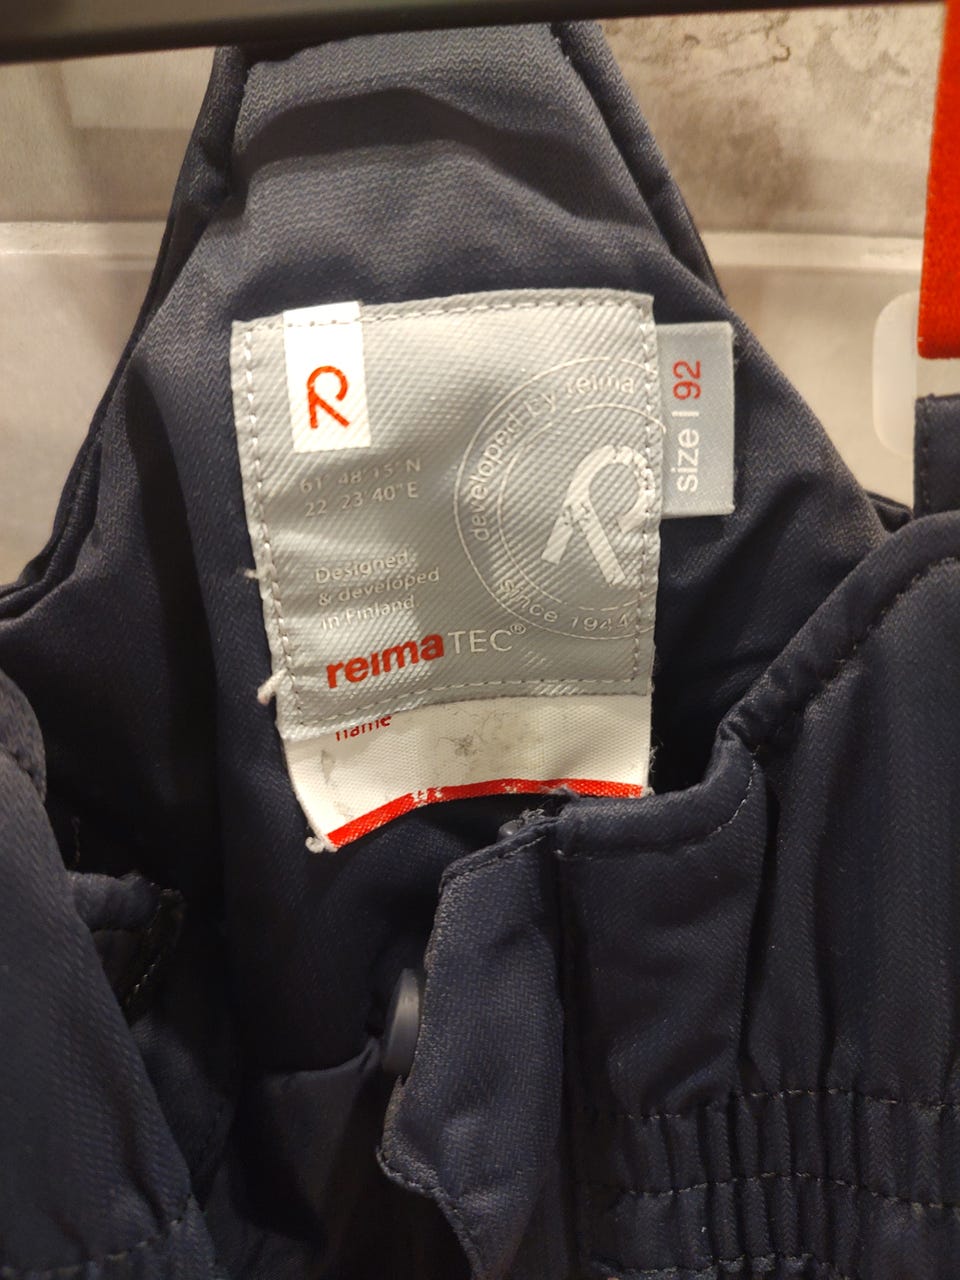 R
61° 48' 15" N
22° 23' 40" E
Designed
& developed
in Finland
reimaTEC®
developed by reima
R
since 1944
size | 92
name